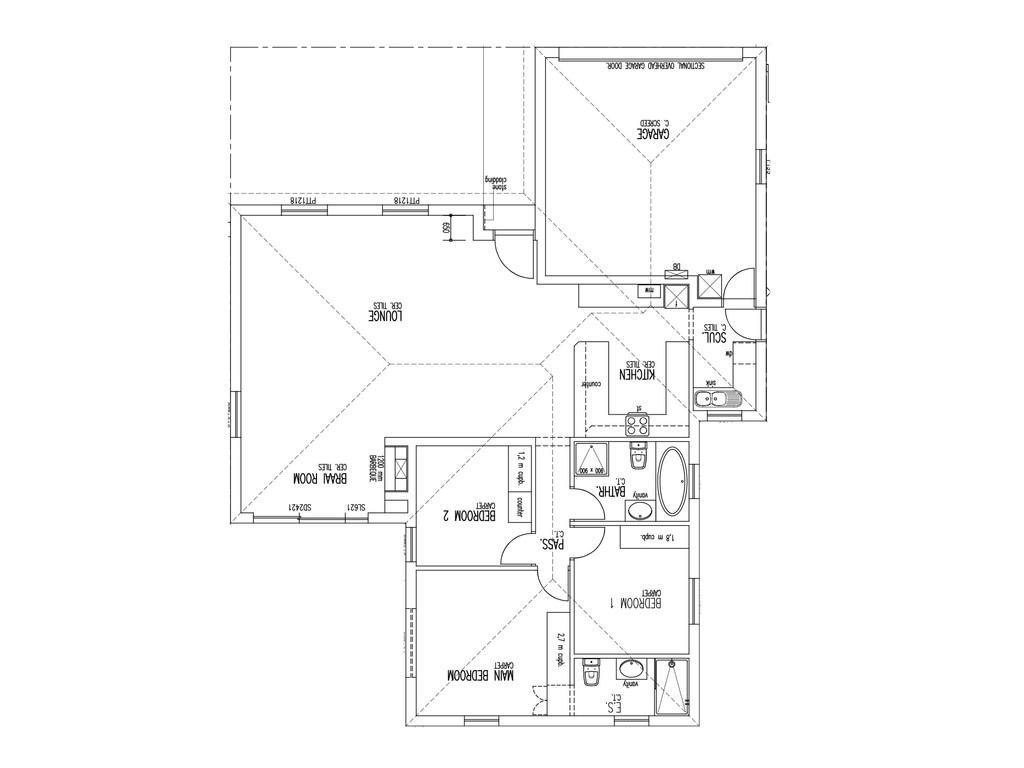 SECTIONAL OVERHEAD GARAGE DOOR.
GARAGE
C. SCREED
stone
cladding
PTT1218
PTT1218
650
DB
wm
mw
f
LOUNGE
CER. TILES
SCUL.
C. TILES
dw
sink
KITCHEN
CER. TILES
counter
st
BRAAI ROOM
CER. TILES
1200 mm
BARBEQUE
SD2421
SL621
1,2 m cupb.
counter
BEDROOM 2
CARPET
900 x 900
BATHR.
C.T.
vanity
PASS.
C.T.
1,8 m cupb.
BEDROOM 1
CARPET
MAIN BEDROOM
CARPET
2,7 m cupb.
vanity
E.S.
C.T.